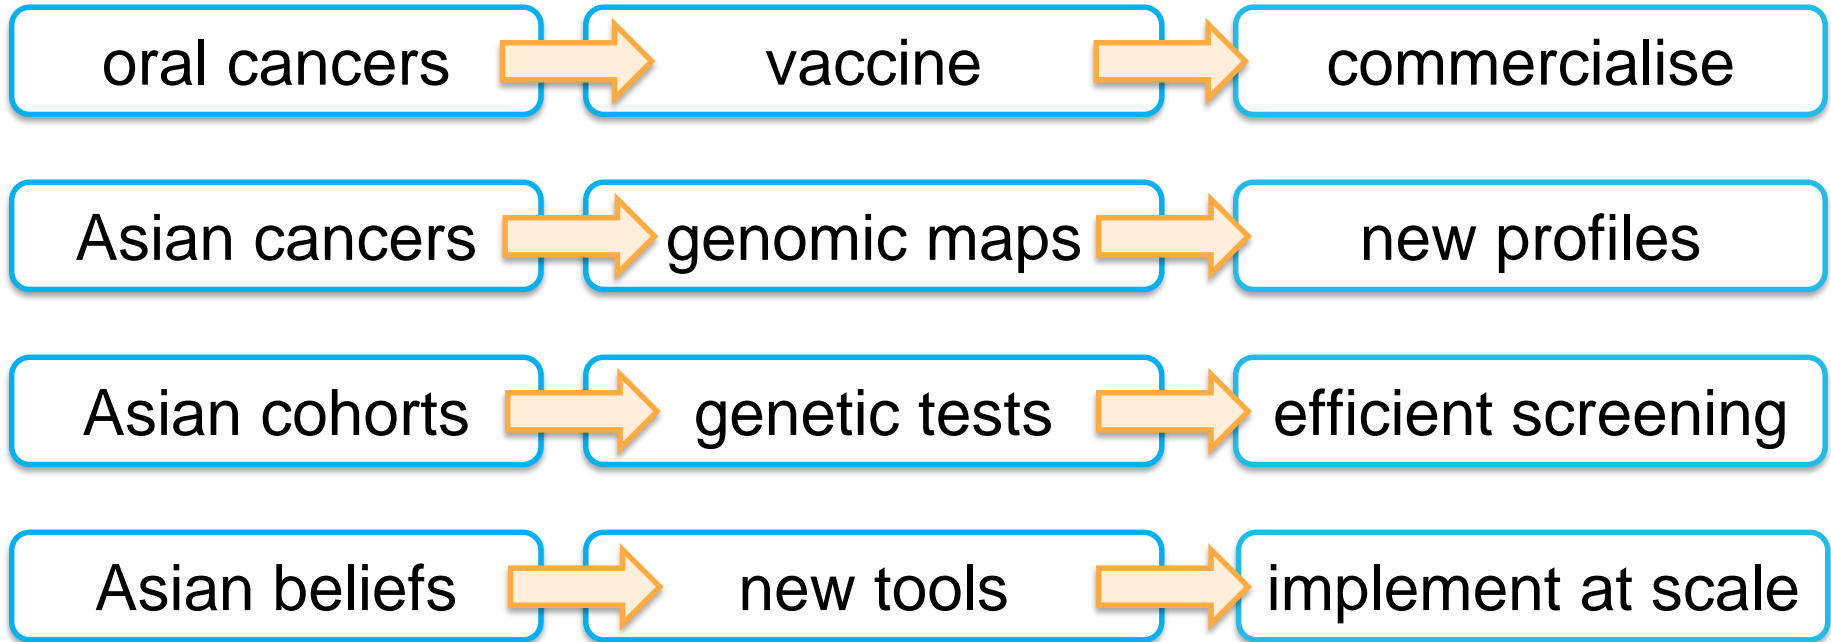 oral cancers vaccine commercialise
Asian cancers genomic maps new profiles
Asian cohorts genetic tests efficient screening
Asian beliefs new tools implement at scale